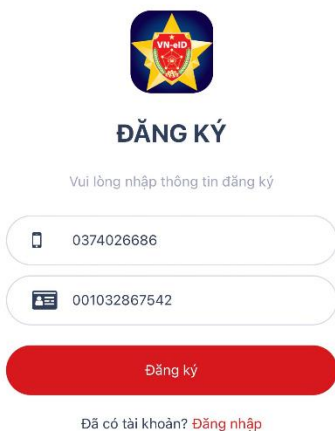 VN-eID
ĐĂNG KÝ
Vui lòng nhập thông tin đăng ký
0374026686
001032867542
Đăng ký
Đã có tài khoản? Đăng nhập